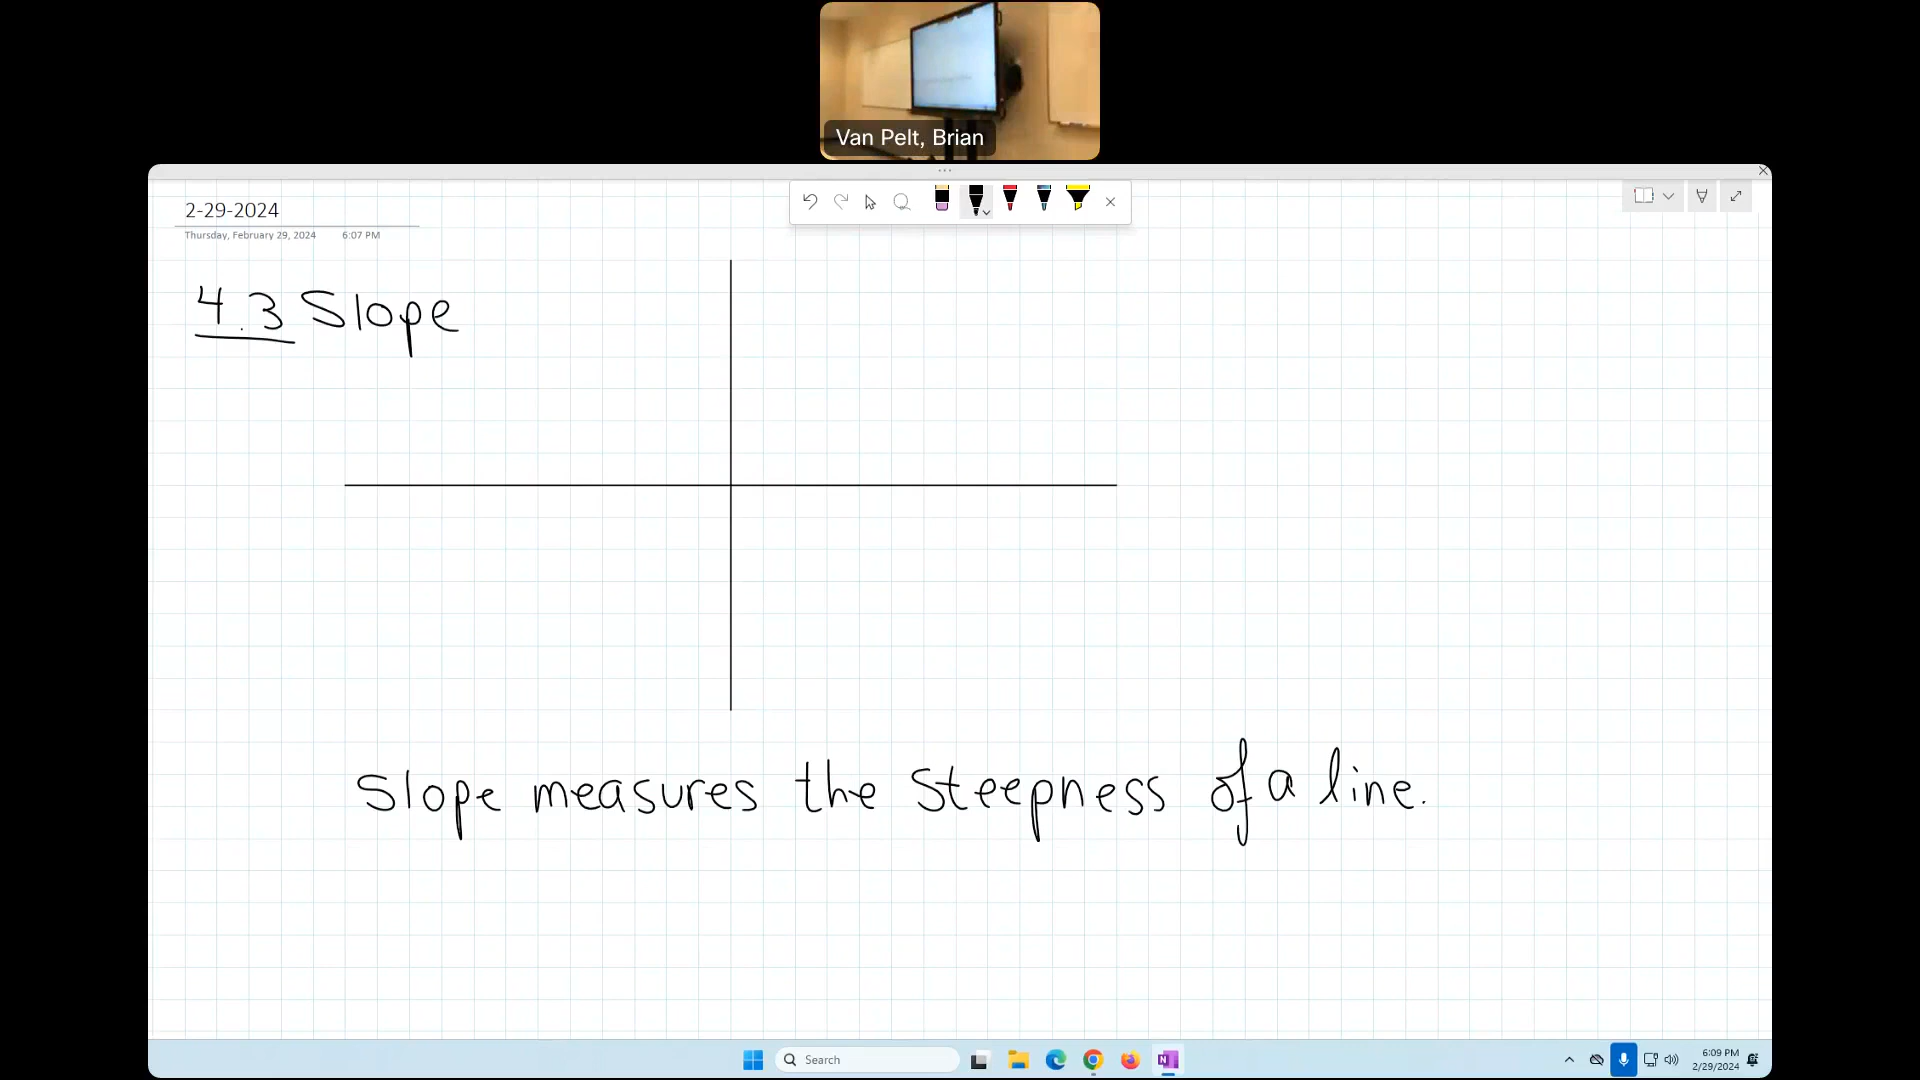 Van Pelt, Brian
2-29-2024
Thursday, February 29, 2024 6:07 PM
4.3 Slope
Slope measures the steepness of a line.
Search
6:09 PM
2/29/2024